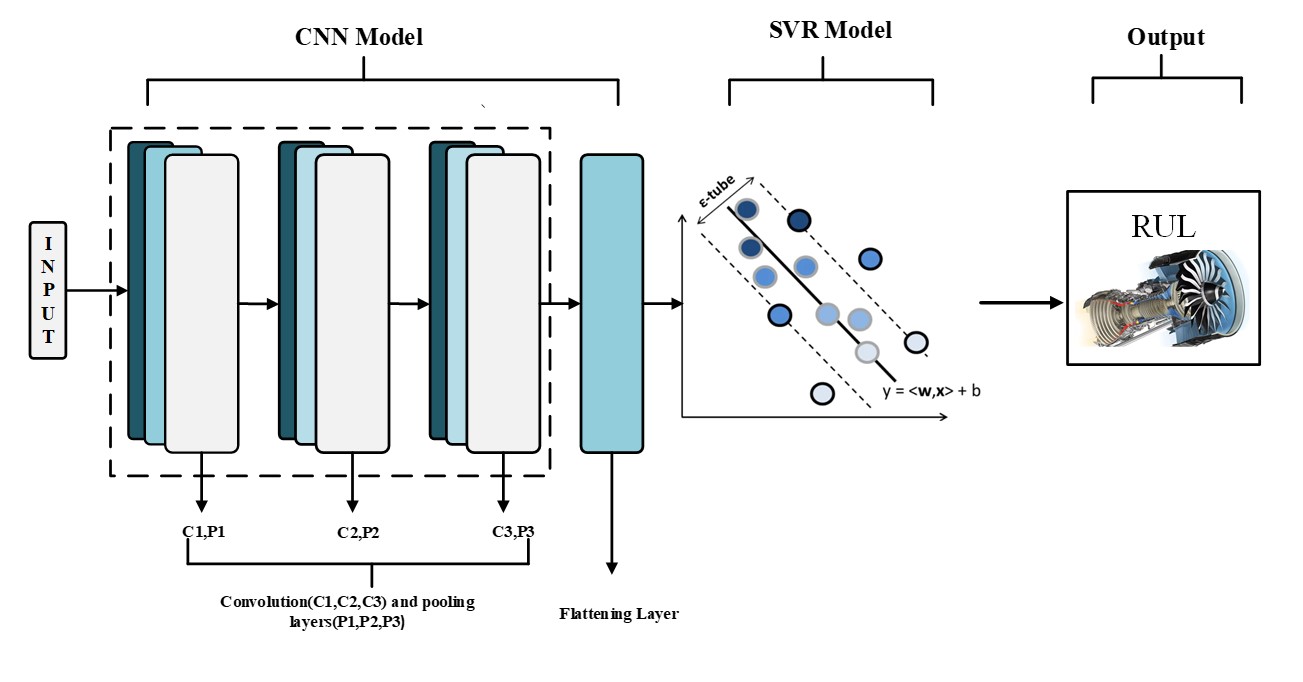 CNN Model
SVR Model
Output
`
INPUT
ε-tube
y = <w,x> + b
RUL
C1,P1
C2,P2
C3,P3
Convolution(C1,C2,C3) and pooling
layers(P1,P2,P3)
Flattening Layer